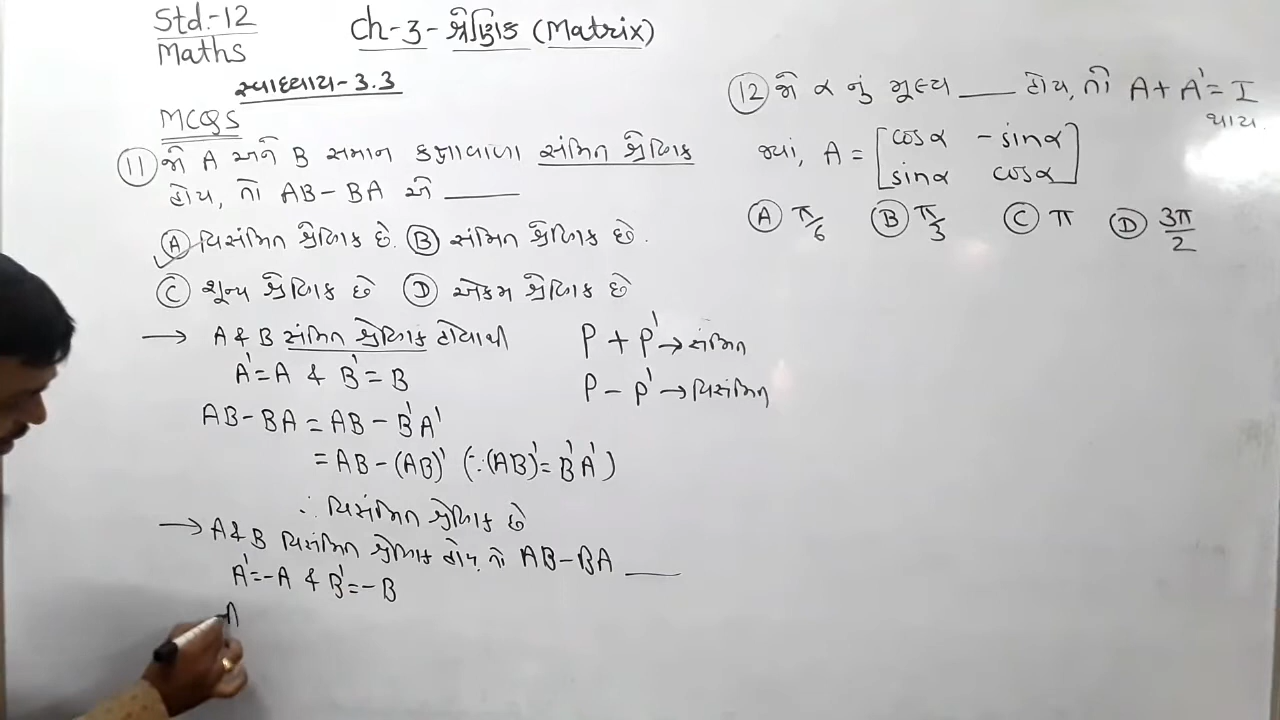 Std.-12
Maths
Ch-3-શ્રેણિક (Matrix)
સ્વાધ્યાય-3.3
MCQS
(11) જો A અને B સમાન કક્ષાવાળા સંમિત શ્રેણિક
હોય, તો AB-BA એ ____
(A) વિસંમિત શ્રેણિક છે. (B) સંમિત શ્રેણિક છે.
(C) શૂન્ય શ્રેણિક છે (D) એકમ શ્રેણિક છે
→ A & B સંમિત શ્રેણિક હોવાથી
A'=A & B'=B
AB-BA = AB-B'A'
= AB-(AB)' (∵(AB)'=B'A')
∴ વિસંમિત શ્રેણિક છે
→ A&B વિસંમિત શ્રેણિક હોય, તો AB-BA ____
A'=-A & B'=-B
A
P + P' → સંમિત
P - P' → વિસંમિત
(12) જો α નું મૂલ્ય ____ હોય, તો A+A'=I
થાય.
જ્યાં, A = [cosα -sinα
sinα cosα]
(A) π/6 (B) π/3 (C) π (D) 3π/2